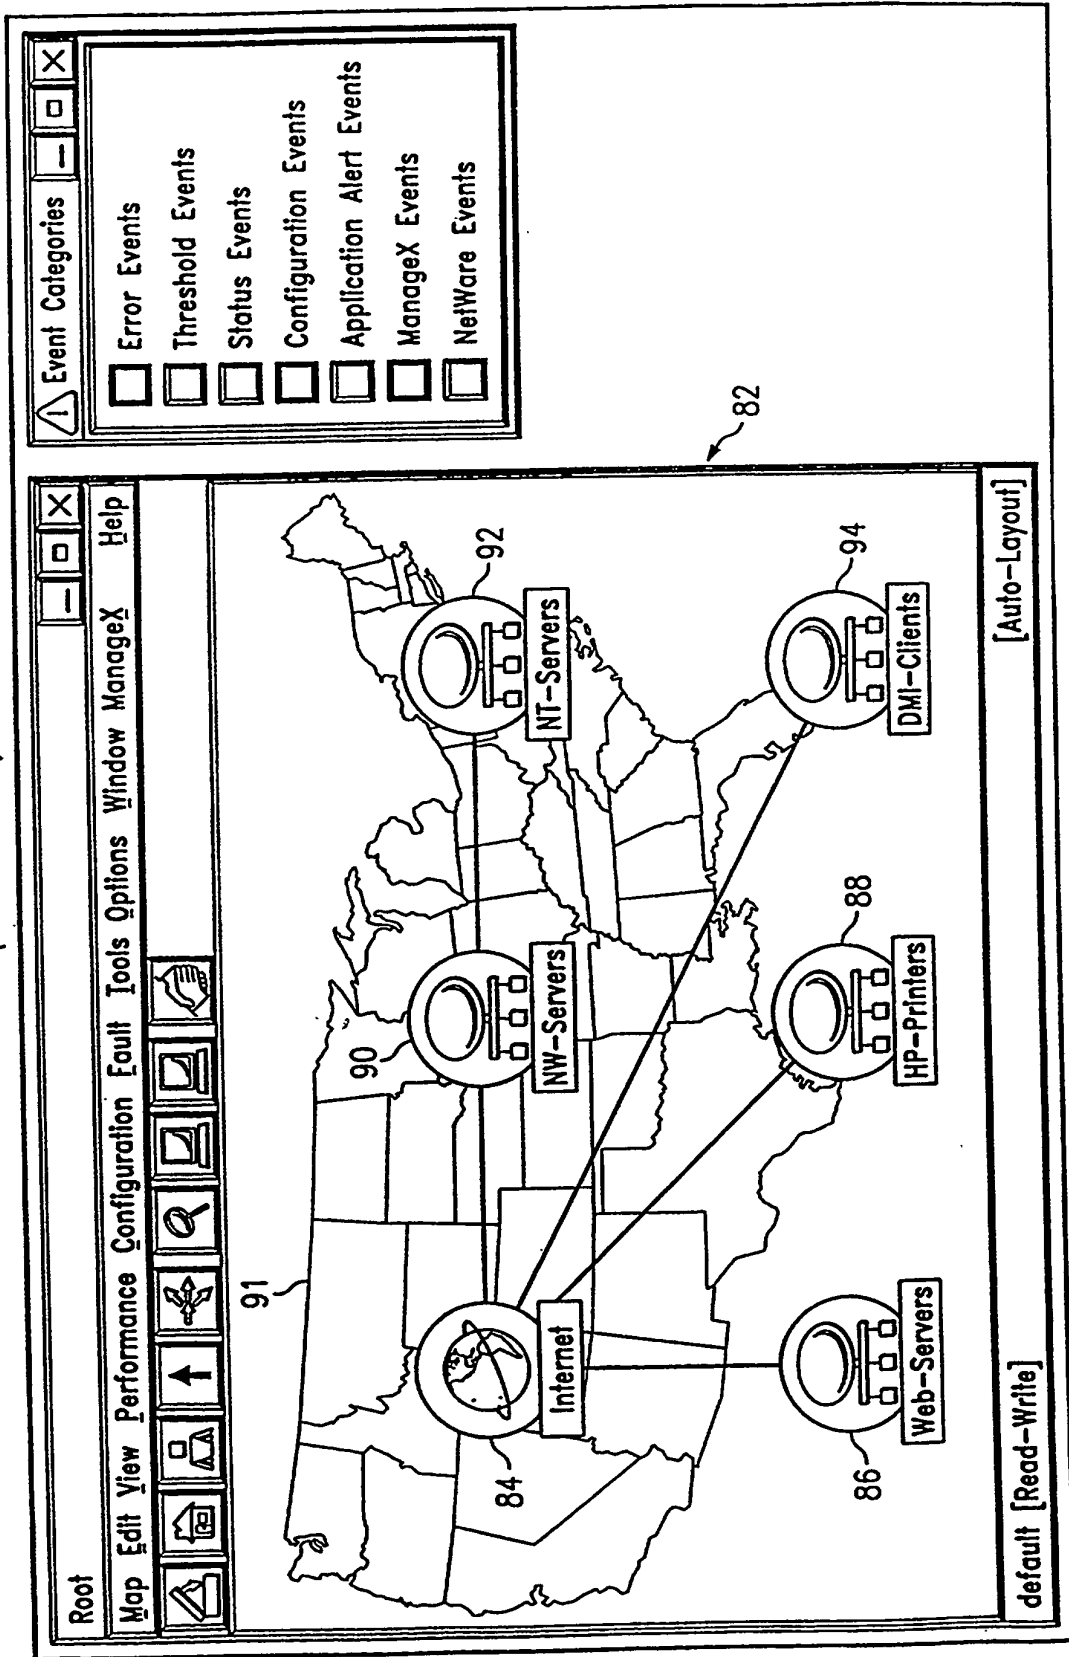 Root
Map Edit View Performance Configuration Fault Tools Options Window ManageX Help
91
84
Internet
90
NW-Servers
92
NT-Servers
86
Web-Servers
88
HP-Printers
94
DMI-Clients
default [Read-Write]
[Auto-Layout]
82
! Event Categories
Error Events
Threshold Events
Status Events
Configuration Events
Application Alert Events
ManageX Events
NetWare Events